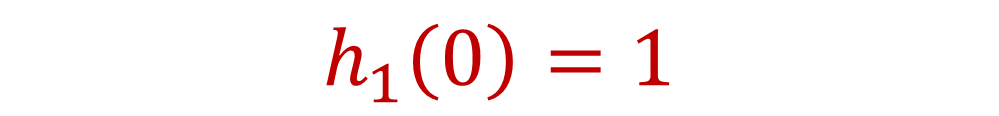 h₁(0) = 1